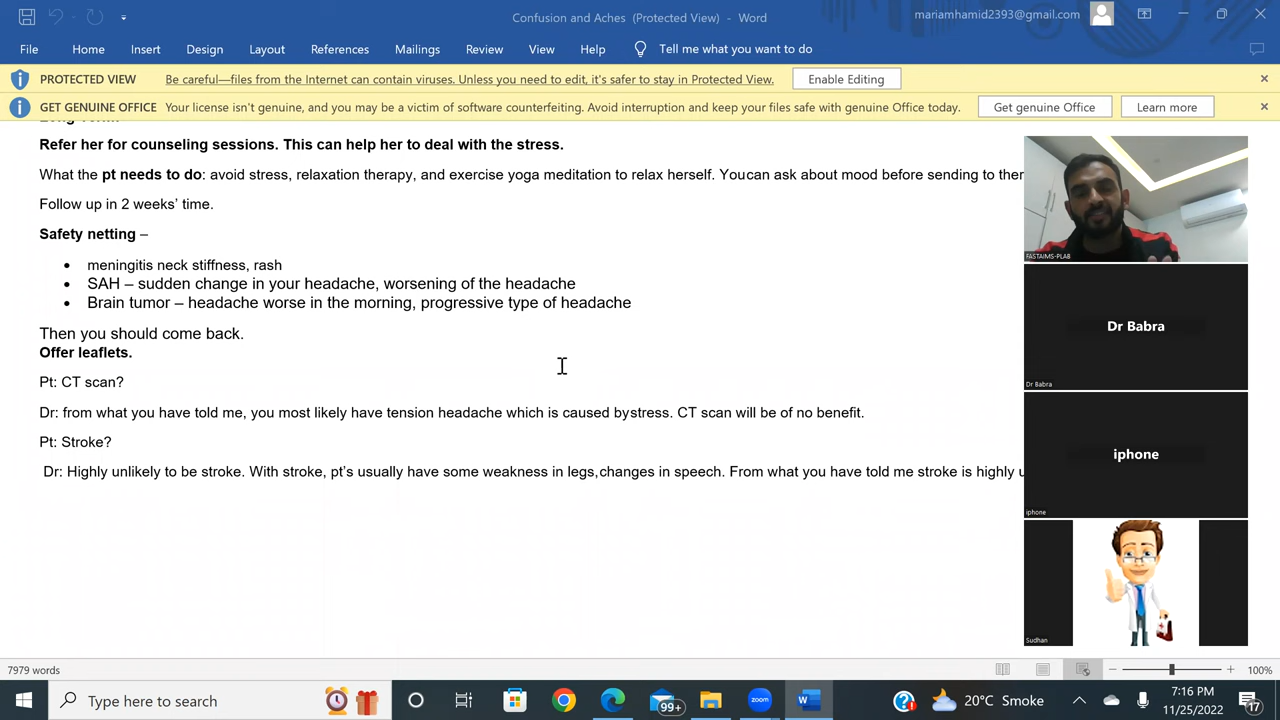 Confusion and Aches (Protected View) - Word
mariamhamid2393@gmail.com
File Home Insert Design Layout References Mailings Review View Help Tell me what you want to do
PROTECTED VIEW Be careful—files from the Internet can contain viruses. Unless you need to edit, it's safer to stay in Protected View. Enable Editing
GET GENUINE OFFICE Your license isn't genuine, and you may be a victim of software counterfeiting. Avoid interruption and keep your files safe with genuine Office today. Get genuine Office Learn more
Refer her for counseling sessions. This can help her to deal with the stress.
What the pt needs to do: avoid stress, relaxation therapy, and exercise yoga meditation to relax herself. Youcan ask about mood before sending to
Follow up in 2 weeks' time.
Safety netting –
• meningitis neck stiffness, rash
• SAH – sudden change in your headache, worsening of the headache
• Brain tumor – headache worse in the morning, progressive type of headache
Then you should come back.
Offer leaflets.
Pt: CT scan?
Dr: from what you have told me, you most likely have tension headache which is caused bystress. CT scan will be of no benefit.
Pt: Stroke?
Dr: Highly unlikely to be stroke. With stroke, pt's usually have some weakness in legs,changes in speech. From what you have told me stroke is highly
FASTAIMS-PLAB
Dr Babra
Dr Babra
iphone
iphone
Sudhan
7979 words
100%
Type here to search
99+
zoom
20°C Smoke
7:16 PM
11/25/2022
17